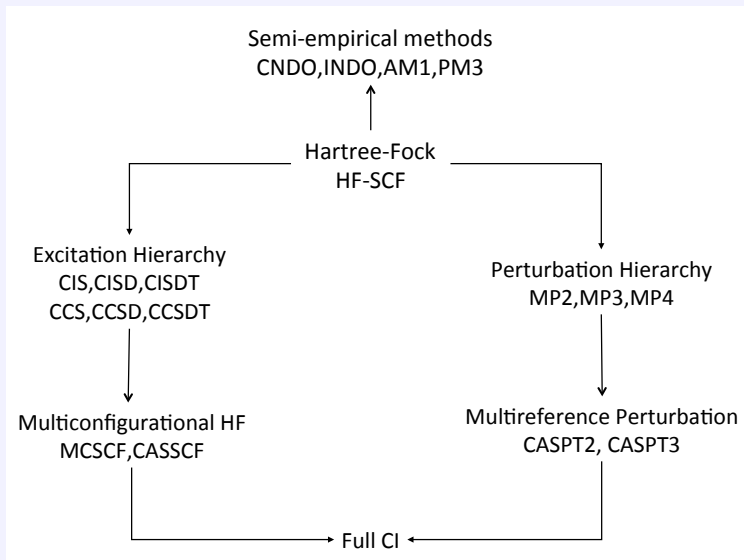 Semi-empirical methods
CNDO,INDO,AM1,PM3
Hartree-Fock
HF-SCF
Excitation Hierarchy
CIS,CISD,CISDT
CCS,CCSD,CCSDT
Perturbation Hierarchy
MP2,MP3,MP4
Multiconfigurational HF
MCSCF,CASSCF
Multireference Perturbation
CASPT2, CASPT3
Full CI